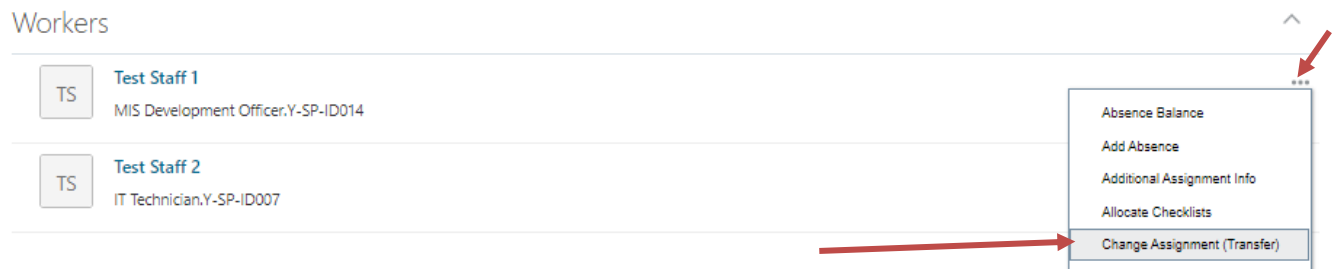 Workers
TS
Test Staff 1
MIS Development Officer.Y-SP-ID014
TS
Test Staff 2
IT Technician.Y-SP-ID007
Absence Balance
Add Absence
Additional Assignment Info
Allocate Checklists
Change Assignment (Transfer)